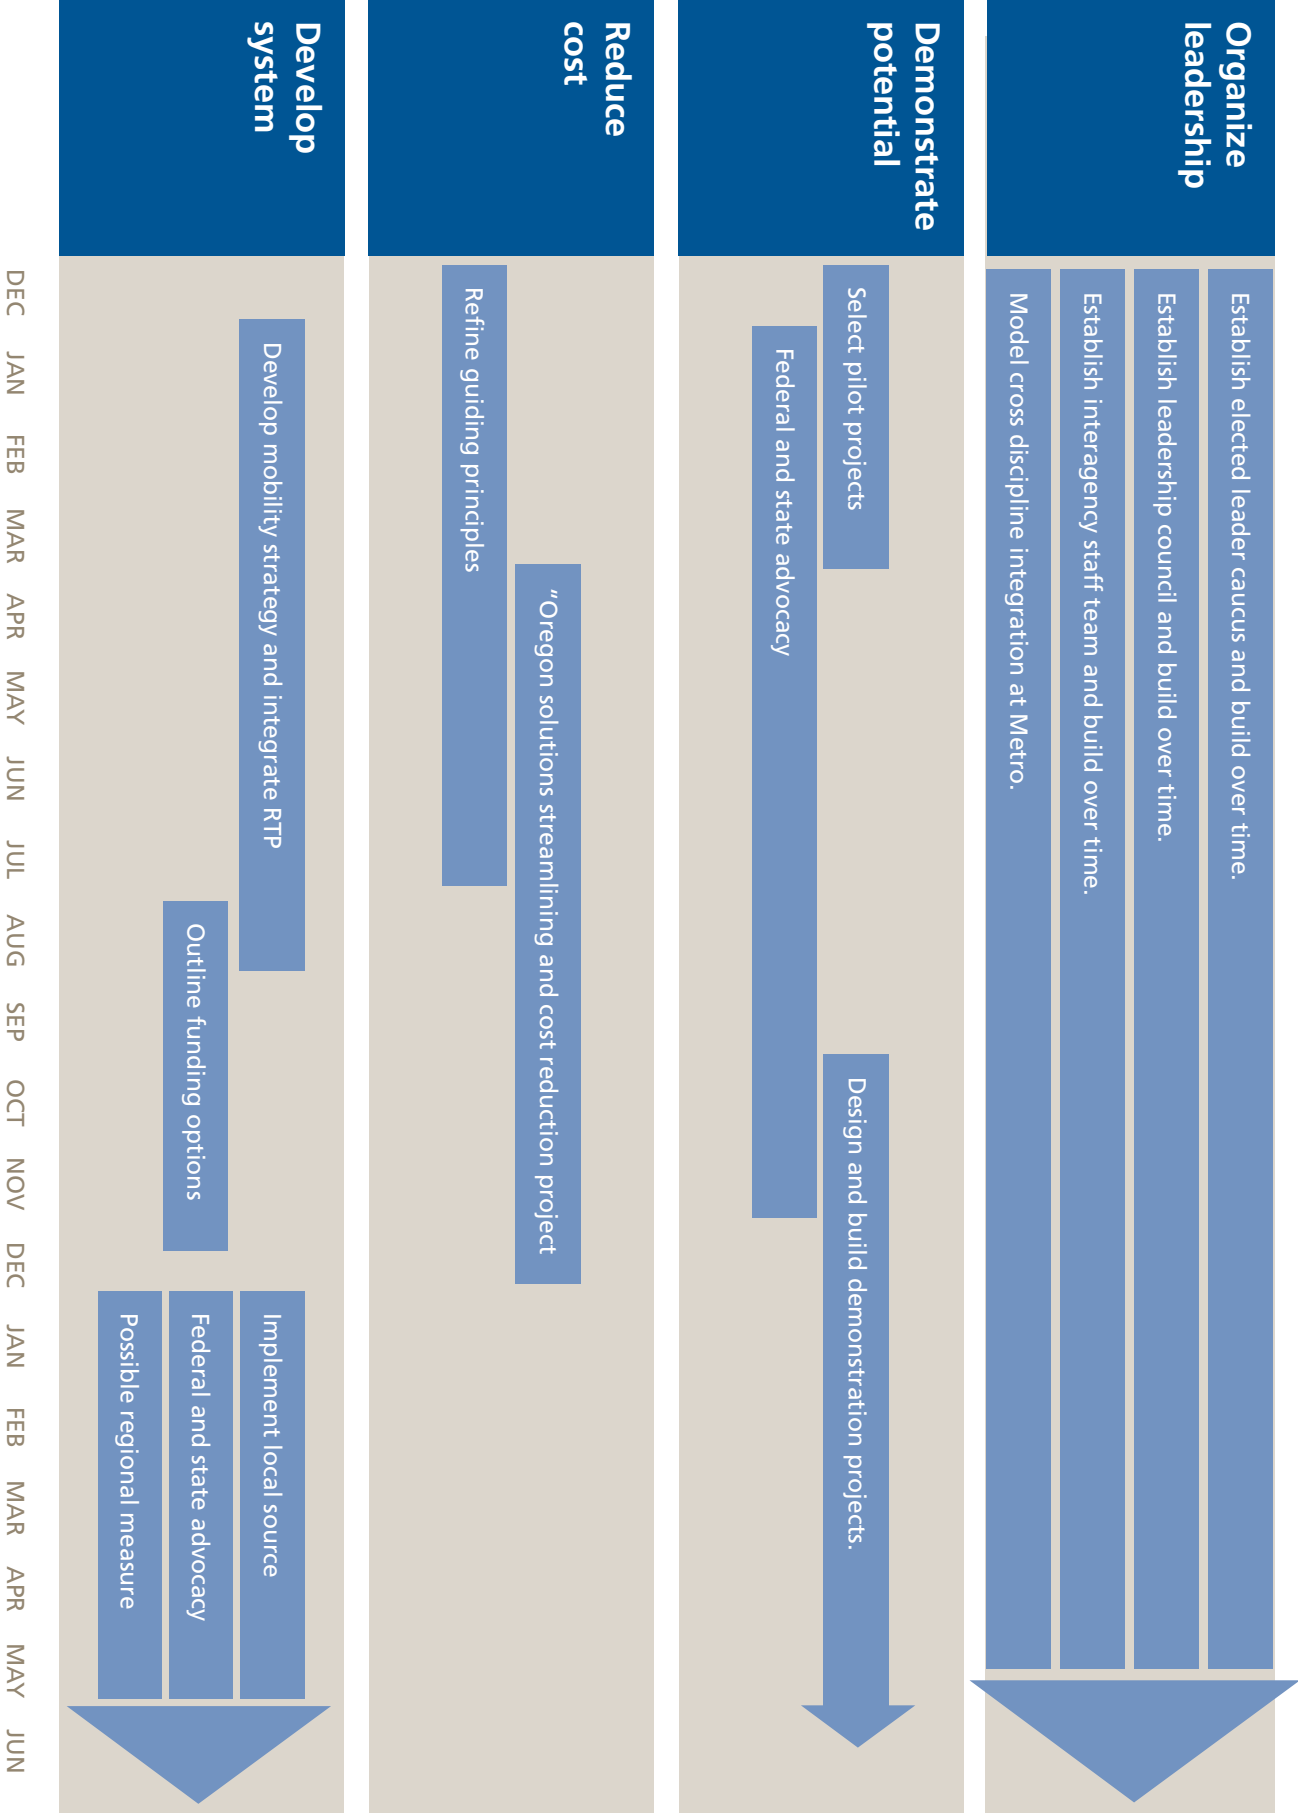 Organize
leadership
Establish elected leader caucus and build over time.
Establish leadership council and build over time.
Establish interagency staff team and build over time.
Model cross discipline integration at Metro.
Demonstrate
potential
Select pilot projects
Design and build demonstration projects.
Federal and state advocacy
Reduce
cost
“Oregon solutions streamlining and cost reduction project
Refine guiding principles
Develop
system
Develop mobility strategy and integrate RTP
Implement local source
Outline funding options
Federal and state advocacy
Possible regional measure
DEC JAN FEB MAR APR MAY JUN JUL AUG SEP OCT NOV DEC JAN FEB MAR APR MAY JUN